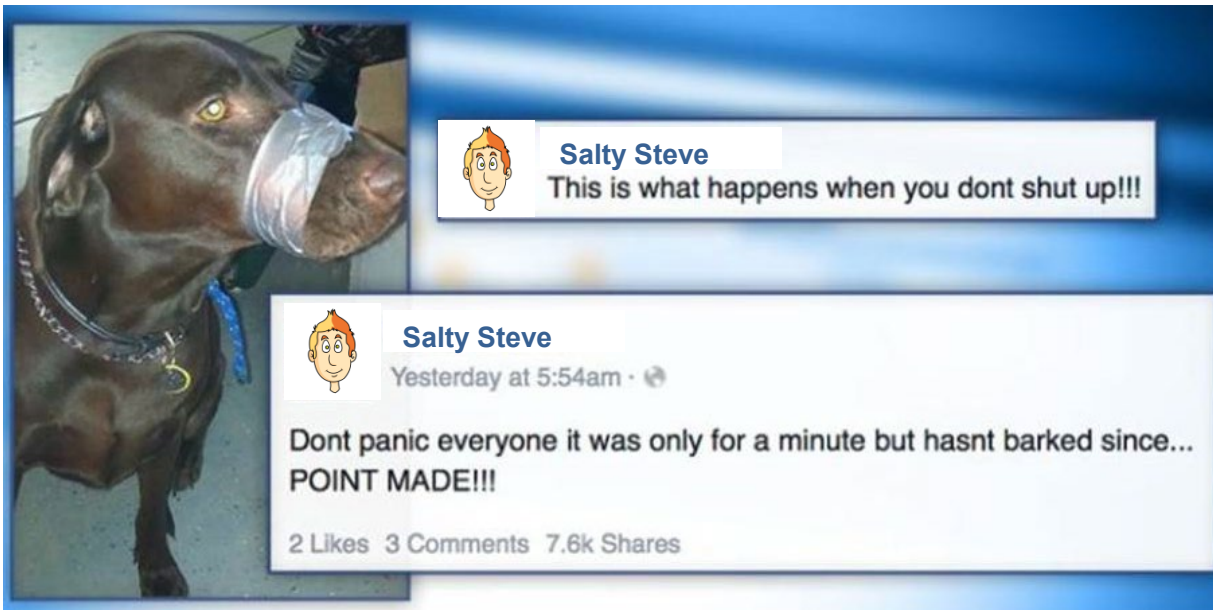 Salty Steve
This is what happens when you dont shut up!!!
Salty Steve
Yesterday at 5:54am ·
Dont panic everyone it was only for a minute but hasnt barked since...
POINT MADE!!!
2 Likes 3 Comments 7.6k Shares